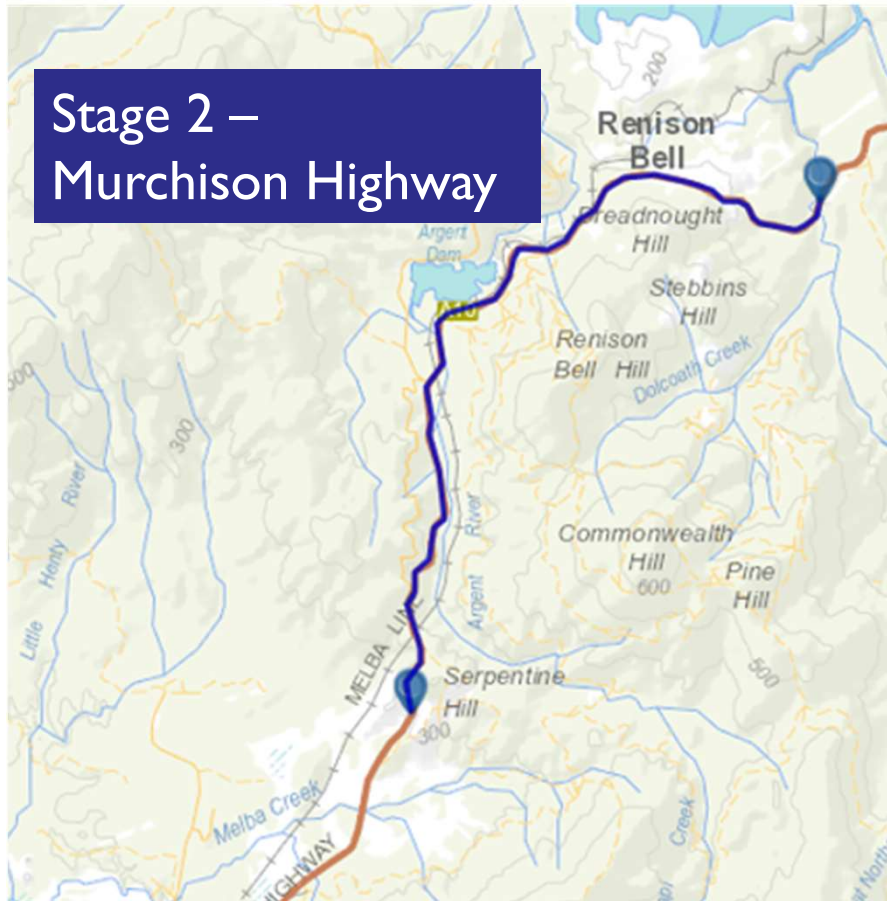 Stage 2 –
Murchison Highway
200
Renison
Bell
Dreadnought
Hill
Argent
Dam
Stebbins
Hill
Renison
Bell Hill
Dolcoath Creek
300
Little Henty River
Argent River
Commonwealth
Hill
600
Pine
Hill
MELBA LINE
500
Serpentine
Hill
300
Melba Creek
HIGHWAY
Creek